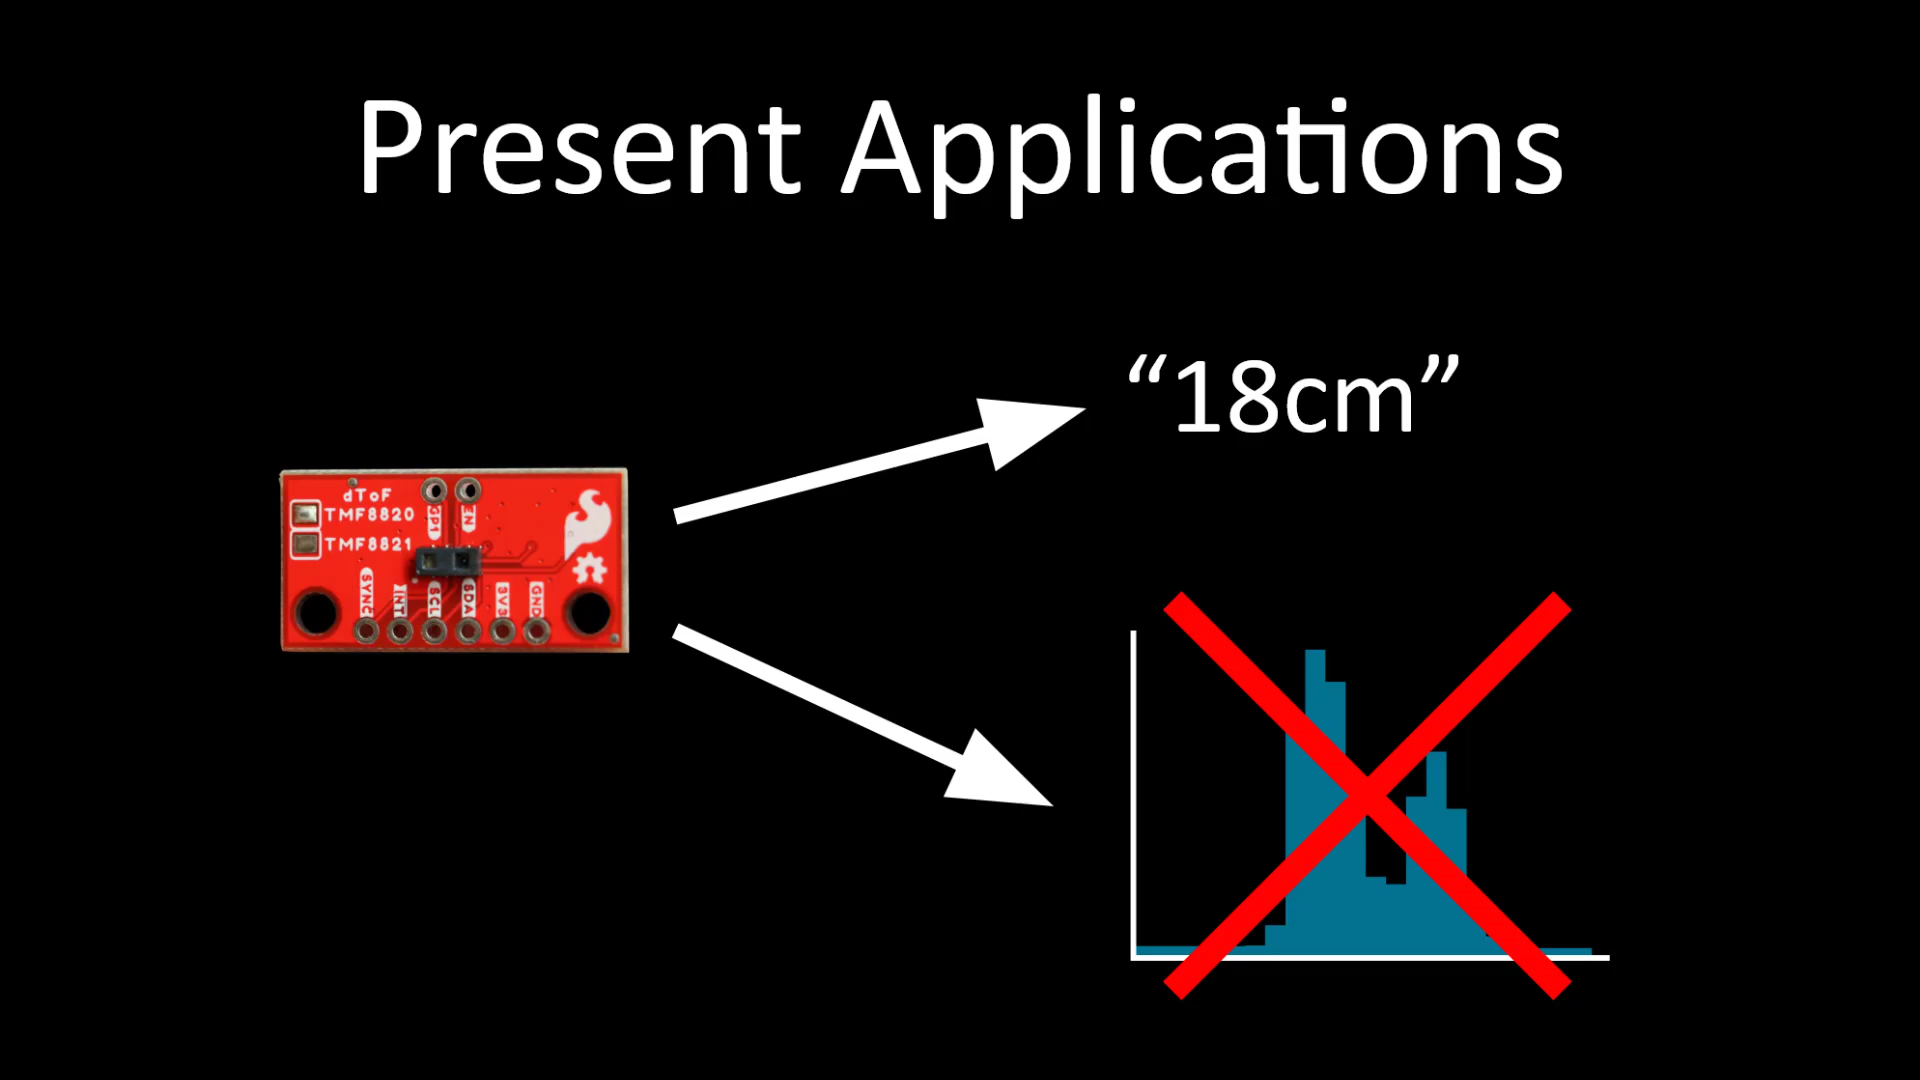 Present Applications
“18cm”
dToF
TMF8820
TMF8821
GP1
EN
SYNC
INT
SCL
SDA
3V3
GND